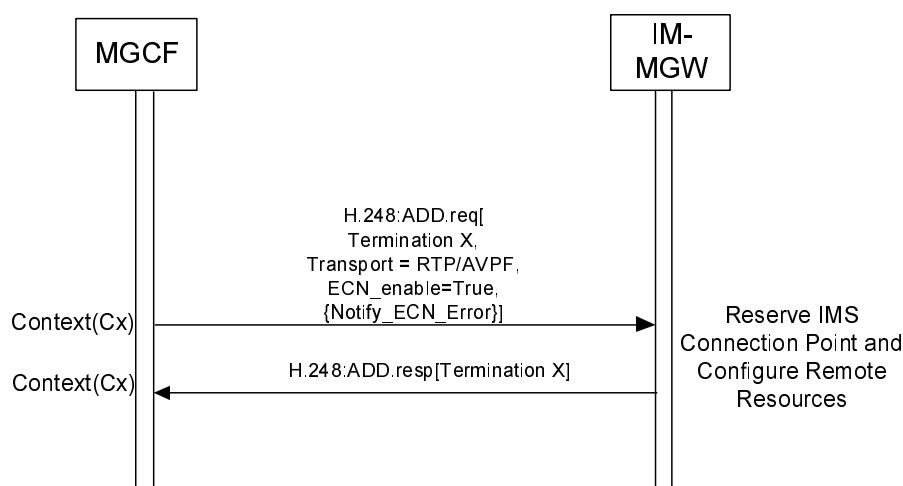 MGCF
IM-
MGW
H.248:ADD.req[
Termination X,
Transport = RTP/AVPF,
ECN_enable=True,
{Notify_ECN_Error}]
Context(Cx)
Reserve IMS
Connection Point and
Configure Remote
Resources
H.248:ADD.resp[Termination X]
Context(Cx)